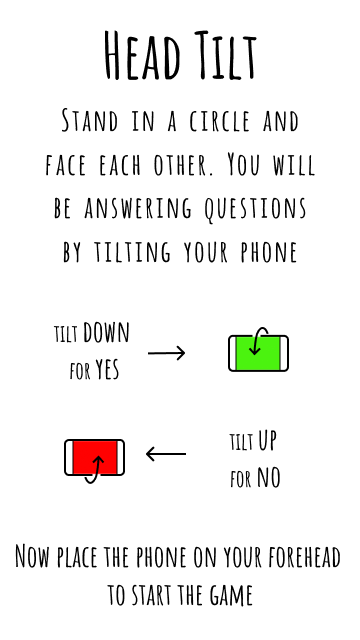 HEAD TILT
STAND IN A CIRCLE AND
FACE EACH OTHER. YOU WILL
BE ANSWERING QUESTIONS
BY TILTING YOUR PHONE
TILT DOWN
FOR YES
TILT UP
FOR NO
NOW PLACE THE PHONE ON YOUR FOREHEAD
TO START THE GAME